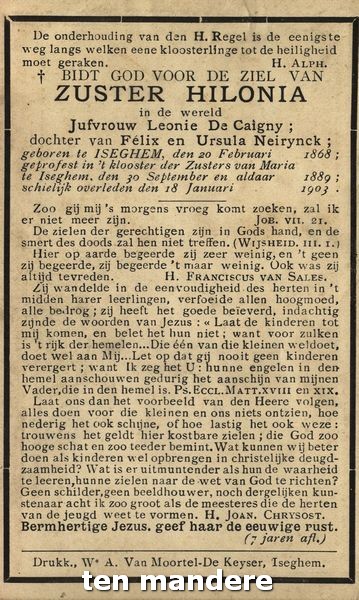 De onderhouding van den H. Regel is de eenigste
weg langs welken eene kloosterlinge tot de heiligheid
moet geraken. H. ALPH.
† BIDT GOD VOOR DE ZIEL VAN
ZUSTER HILONIA
in de wereld
Jufvrouw Leonie De Caigny ;
dochter van Félix en Ursula Neirynck ;
geboren te ISEGHEM, den 20 Februari 1868 ;
geprofest in 't klooster der Zusters van Maria
te Iseghem, den 30 September en aldaar 1889 ;
schielijk overleden den 18 Januari 1903 .
Zoo gij mij 's morgens vroeg komt zoeken, zal ik
er niet meer zijn. JOB. VII. 21.
De zielen der gerechtigen zijn in Gods hand, en de
smert des doods zal hen niet treffen. (WIJSHEID. III. 1.)
Hier op aarde begeerde zij zeer weinig, en 't geen
zij begeerde, zij begeerde 't maar weinig. Ook was zij
altijd tevreden. H. FRANCISCUS VAN SALES.
Zij wandelde in de eenvoudigheid des herten in 't
midden harer leerlingen, verfoeide allen hoogmoed,
alle bedrog ; zij heeft het goede beïeverd, indachtig
zijnde de woorden van Jezus : « Laat de kinderen tot
mij komen, en belet het hun niet ; want voor zulken
is 't rijk der hemelen... Die één van die kleinen weldoet,
doet wel aan Mij... Let op dat gij nooit geen kinderen
verergert ; want Ik zeg het U : hunne engelen in den
hemel aanschouwen gedurig het aanschijn van mijnen
Vader, die in den hemel is. PS. ECCL. MATT. XVIII en XIX.
Laat ons dan het voorbeeld van den Heere volgen,
alles doen voor die kleinen en ons niets ontzien, hoe
nederig het ook schijne, of hoe lastig het ook weze :
trouwens het geldt hier kostbare zielen ; die God zoo
hooge schat en zoo teeder bemint. Wat kunnen wij beter
doen als kinderen wel opbrengen in christelijke deugd-
zaamheid? Wat is er uitmuntender als hun de waarheid
te leeren, hunne zielen naar de wet van God te richten?
Geen schilder, geen beeldhouwer, noch dergelijken kun-
stenaar acht ik zoo groot als de meesters die de herten
van de jeugd weet te vormen. H. JOAN. CHRYSOST.
Bermhertige Jezus. geef haar de eeuwige rust.
(7 jaren afl.)
Drukk., We A. Van Moortel-De Keyser, Iseghem.
ten mandere